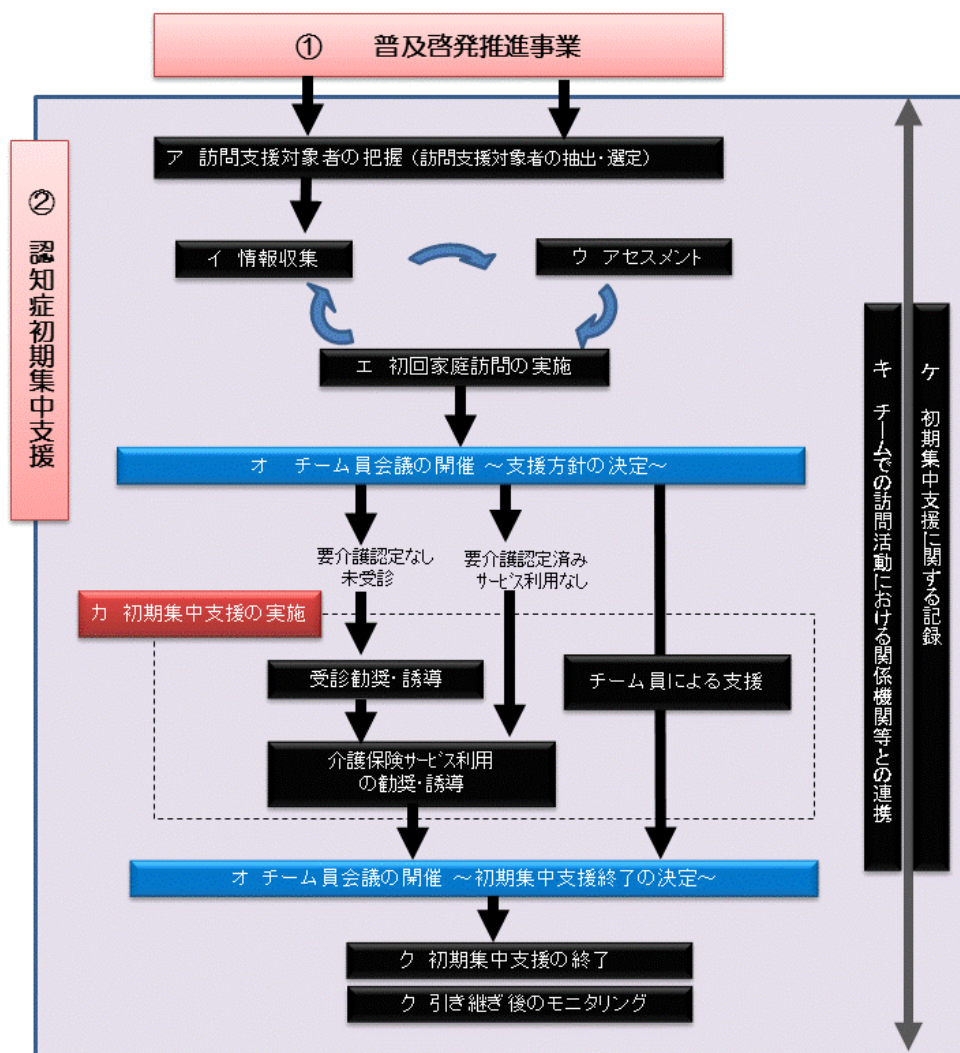 ① 普及啓発推進事業
② 認知症初期集中支援
ア 訪問支援対象者の把握（訪問支援対象者の抽出・選定）
イ 情報収集
ウ アセスメント
エ 初回家庭訪問の実施
オ チーム員会議の開催 ～支援方針の決定～
要介護認定なし
未受診
要介護認定済み
サービス利用なし
カ 初期集中支援の実施
受診勧奨・誘導
チーム員による支援
介護保険サービス利用
の勧奨・誘導
オ チーム員会議の開催 ～初期集中支援終了の決定～
ク 初期集中支援の終了
ク 引き継ぎ後のモニタリング
ケ 初期集中支援に関する記録
キ チームでの訪問活動における関係機関等との連携